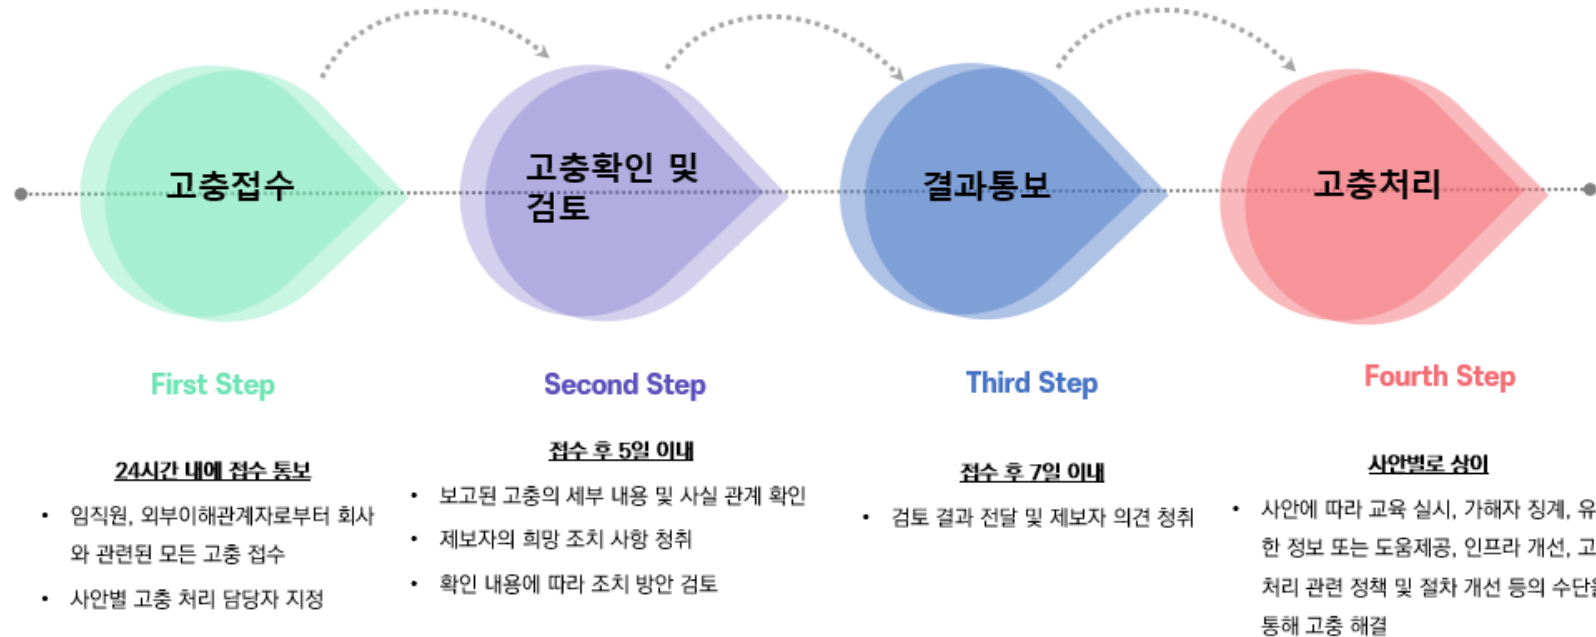 고충접수
고충확인 및
검토
결과통보
고충처리
First Step
Second Step
Third Step
Fourth Step
24시간 내에 접수 통보
• 임직원, 외부이해관계자로부터 회사
와 관련된 모든 고충 접수
• 사안별 고충 처리 담당자 지정
접수 후 5일 이내
• 보고된 고충의 세부 내용 및 사실 관계 확인
• 제보자의 희망 조치 사항 청취
• 확인 내용에 따라 조치 방안 검토
접수 후 7일 이내
• 검토 결과 전달 및 제보자 의견 청취
사안별로 상이
• 사안에 따라 교육 실시, 가해자 징계, 유
한 정보 또는 도움제공, 인프라 개선, 고
처리 관련 정책 및 절차 개선 등의
통해 고충 해결